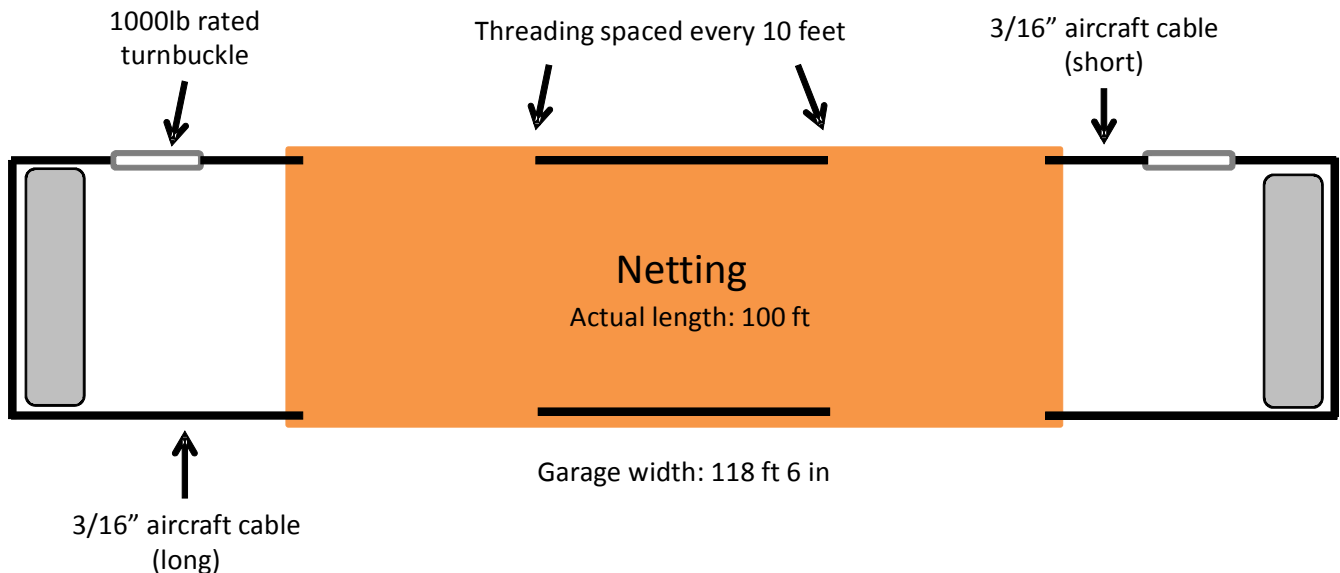 1000lb rated
turnbuckle
Threading spaced every 10 feet
3/16” aircraft cable
(short)
Netting
Actual length: 100 ft
Garage width: 118 ft 6 in
3/16” aircraft cable
(long)